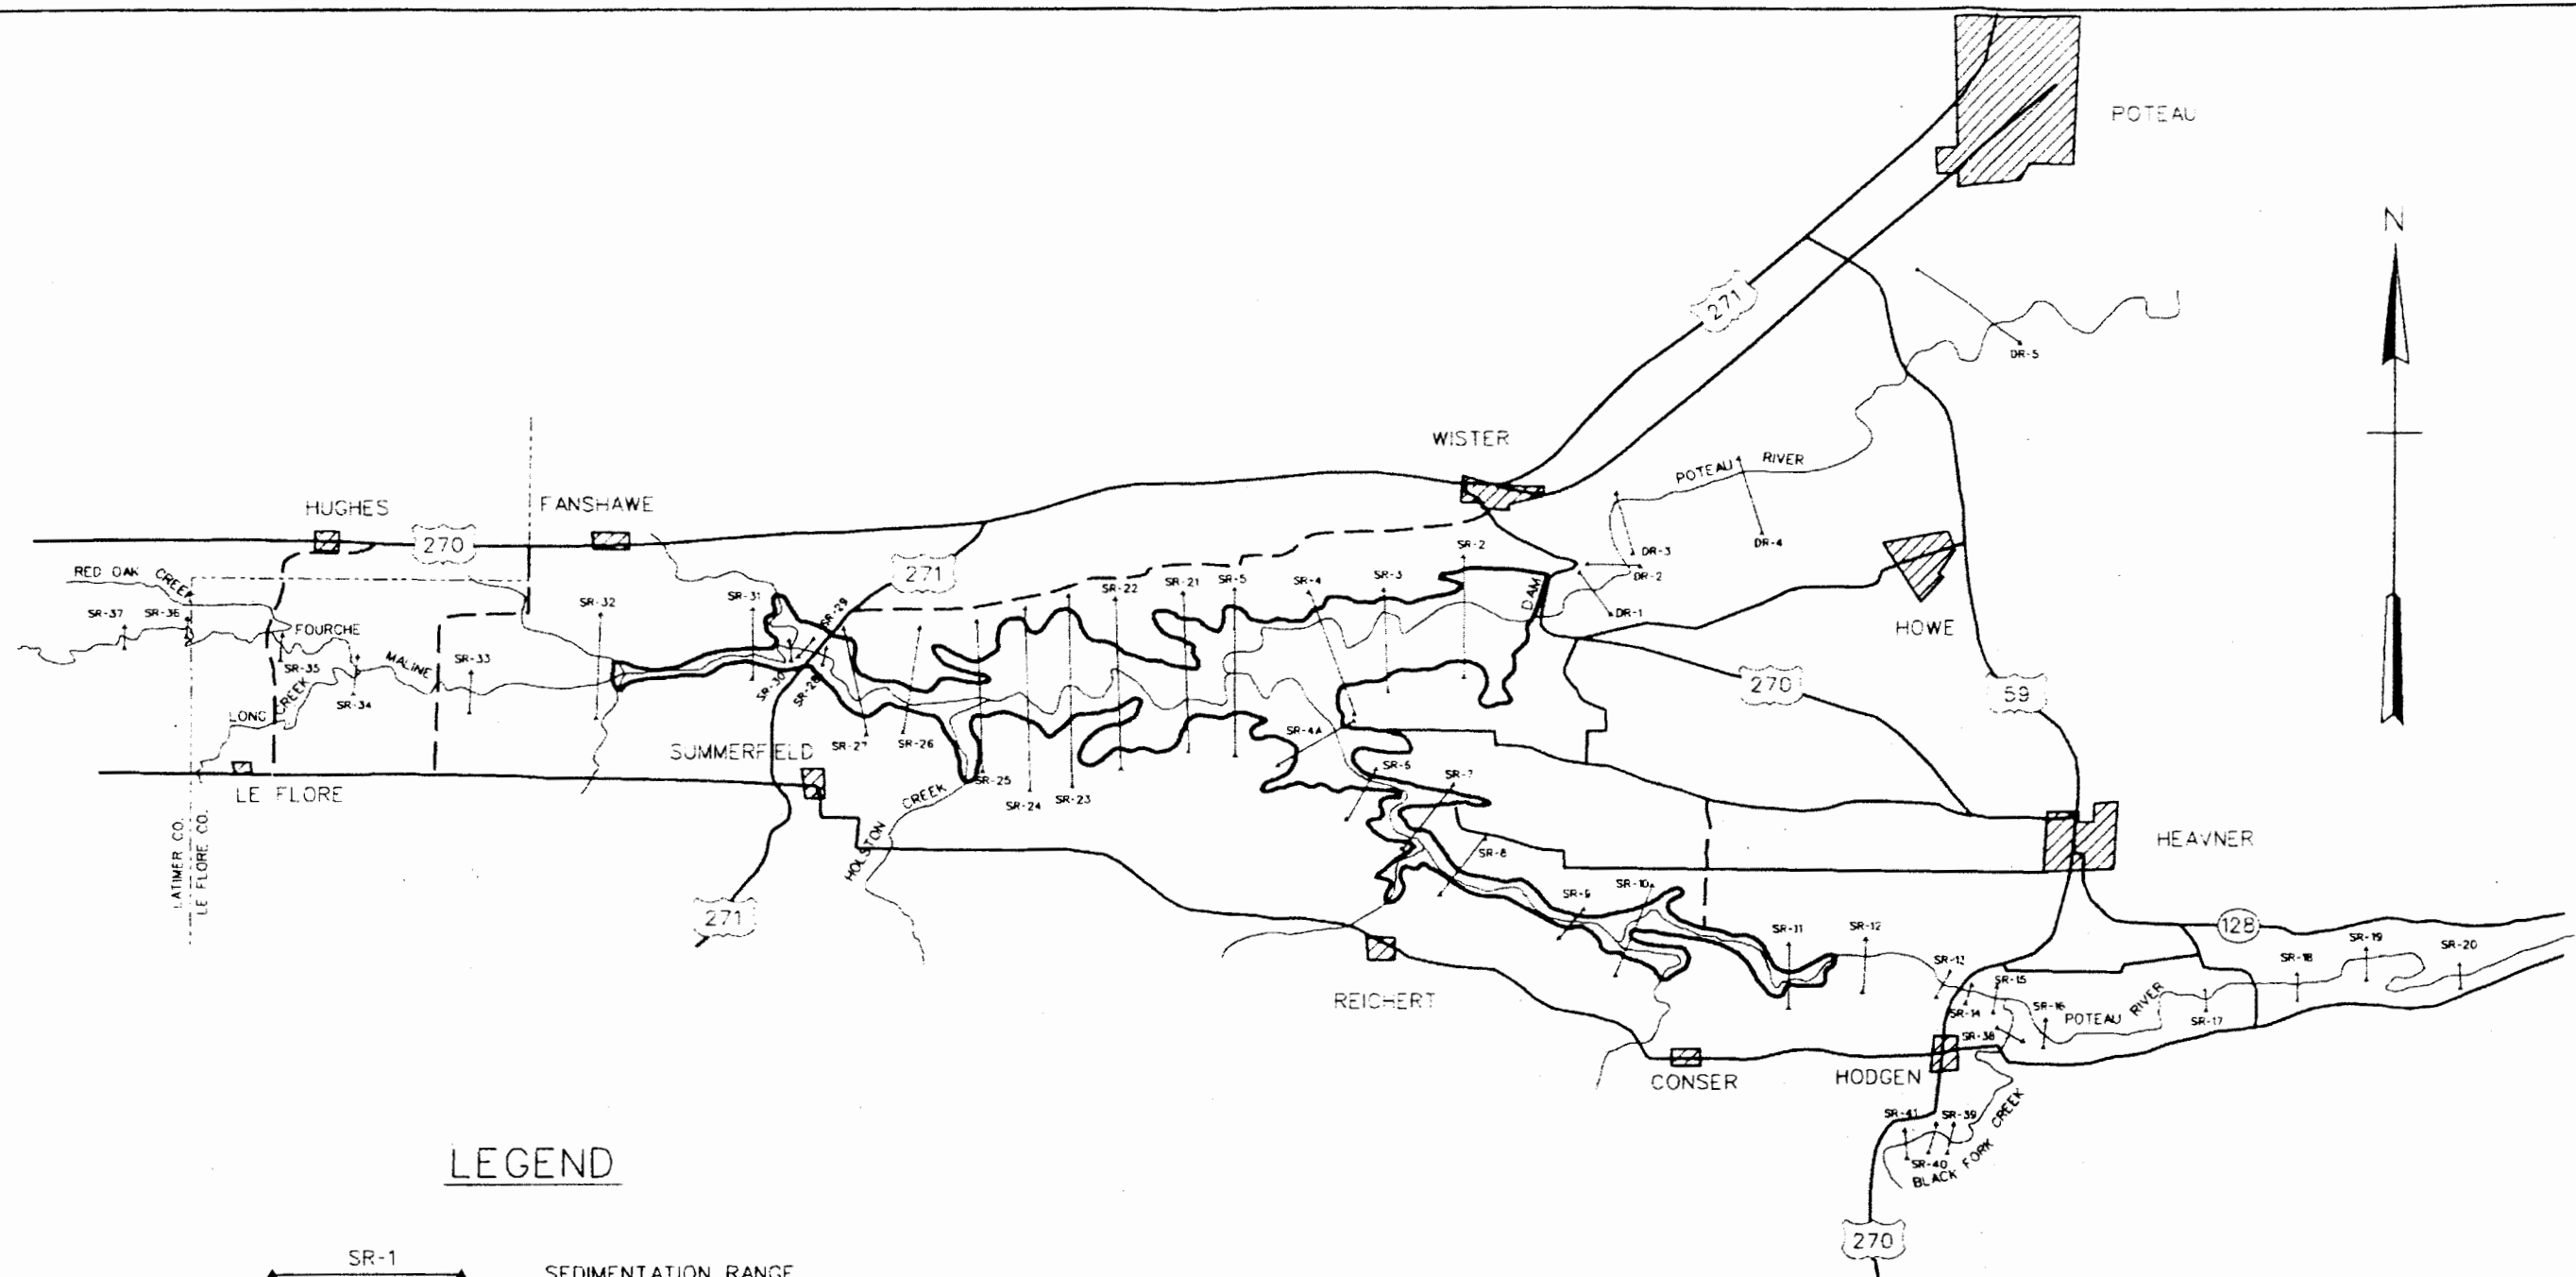 POTEAU
N
271
DR-5
WISTER
POTEAU RIVER
HUGHES
FANSHAWE
270
271
SR-2
DR-3
DR-4
DR-2
DR-1
DAM
HOWE
RED OAK CREEK
SR-37
SR-36
SR-32
SR-31
SR-29
SR-22
SR-21
SR-5
SR-4
SR-3
FOURCHE MALINE
SR-35
SR-33
SR-34
SR-30
SR-28
LONG CREEK
270
59
SUMMERFIELD
SR-27
SR-26
SR-25
SR-24
SR-23
SR-4A
SR-6
SR-7
LE FLORE
HOLSTON CREEK
LATIMER CO.
LE FLORE CO.
HEAVNER
SR-8
SR-9
SR-10
271
REICHERT
SR-11
SR-12
SR-13
SR-14
SR-15
SR-16
128
SR-17
SR-18
SR-19
SR-20
POTEAU RIVER
SR-38
CONSER
HODGEN
SR-41
SR-39
SR-40
BLACK FORK CREEK
270
LEGEND
SR-1
SEDIMENTATION RANGE